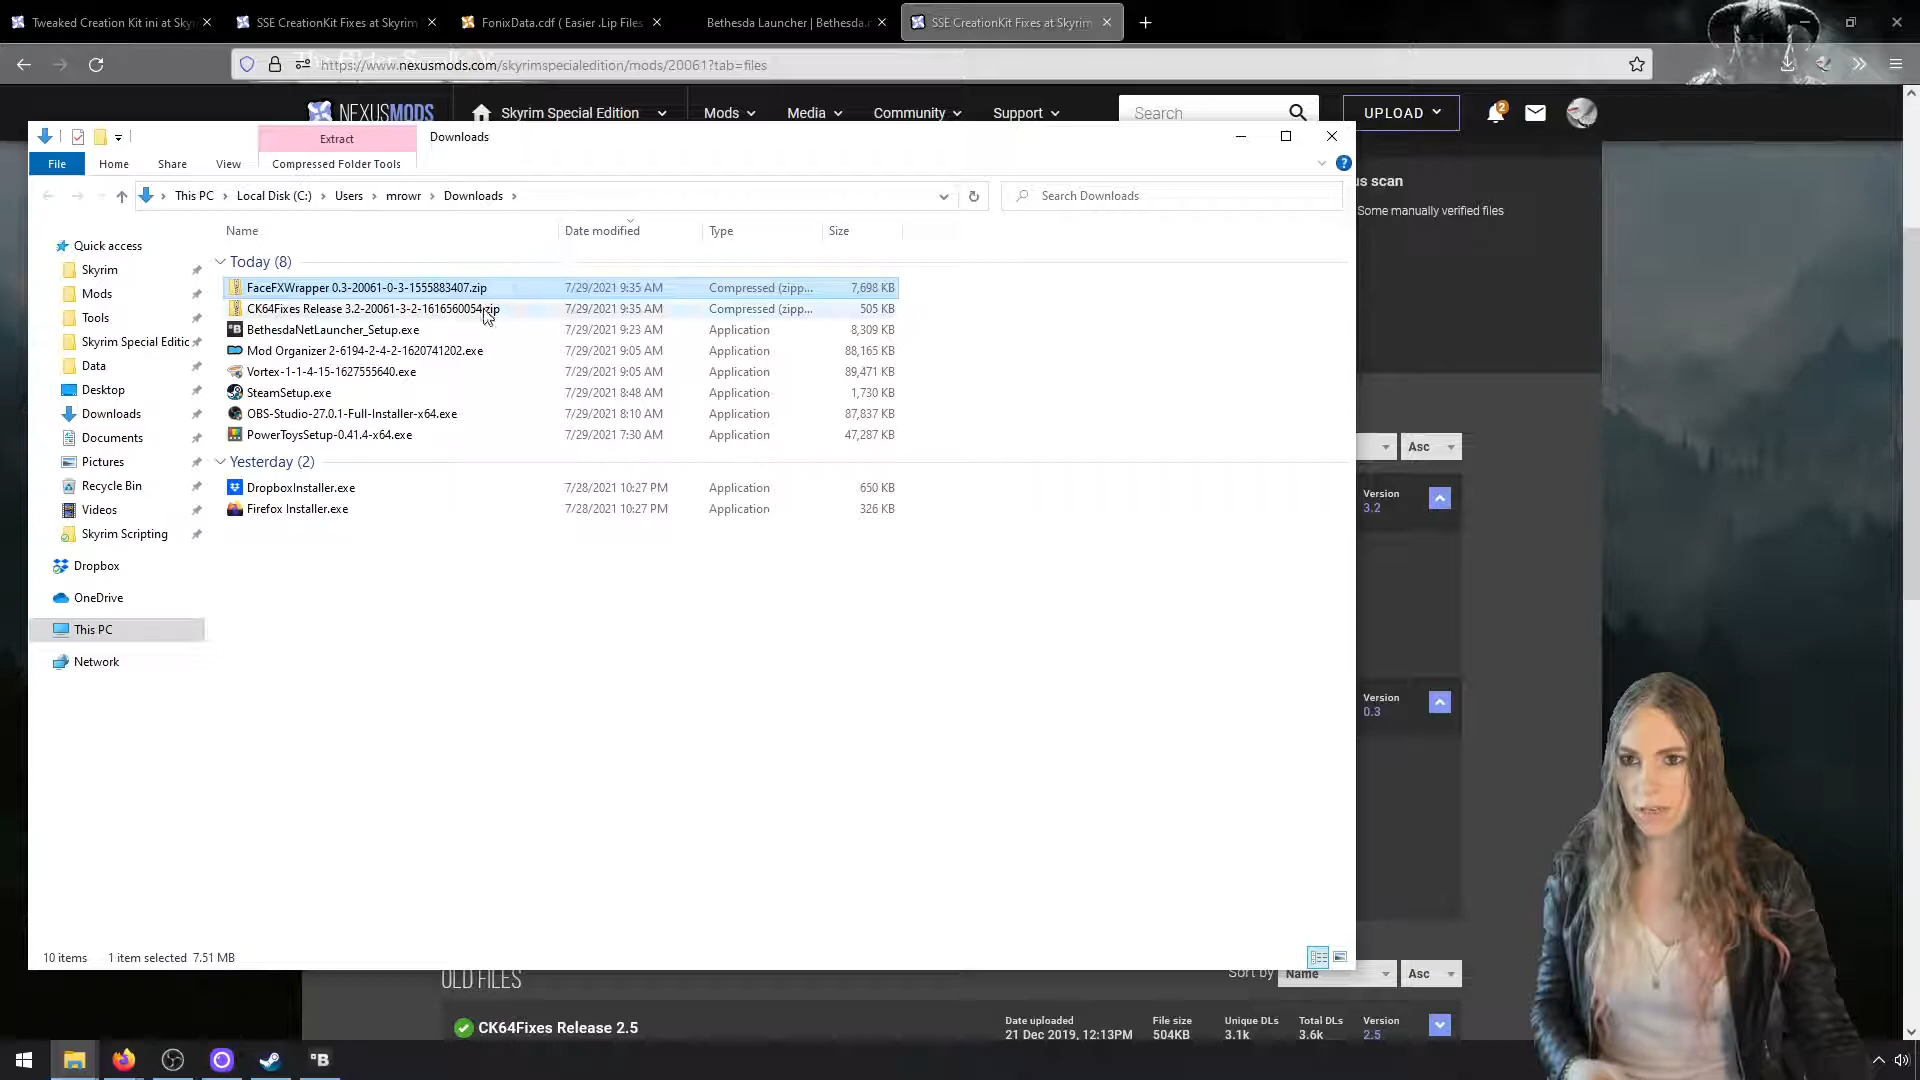 Tweaked Creation Kit ini at Sky
SSE CreationKit Fixes at Skyrim
FonixData.cdf ( Easier .Lip Files
Bethesda Launcher | Bethesda.n
SSE CreationKit Fixes at Skyrim
https://www.nexusmods.com/skyrimspecialedition/mods/20061?tab=files
NEXUSMODS
Skyrim Special Edition
Mods
Media
Community
Support
Search
UPLOAD
2
Extract
Downloads
File
Home
Share
View
Compressed Folder Tools
?
This PC
Local Disk (C:)
Users
mrowr
Downloads
Search Downloads
us scan
Some manually verified files
Name
Date modified
Type
Size
Quick access
Skyrim
Mods
Tools
Skyrim Special Editic
Data
Desktop
Downloads
Documents
Pictures
Recycle Bin
Videos
Skyrim Scripting
Dropbox
OneDrive
This PC
Network
Today (8)
FaceFXWrapper 0.3-20061-0-3-1555883407.zip 7/29/2021 9:35 AM Compressed (zipp... 7,698 KB
CK64Fixes Release 3.2-20061-3-2-1616560054.zip 7/29/2021 9:35 AM Compressed (zipp... 505 KB
BethesdaNetLauncher_Setup.exe 7/29/2021 9:23 AM Application 8,309 KB
Mod Organizer 2-6194-2-4-2-1620741202.exe 7/29/2021 9:05 AM Application 88,165 KB
Vortex-1-1-4-15-1627555640.exe 7/29/2021 9:05 AM Application 89,471 KB
SteamSetup.exe 7/29/2021 8:48 AM Application 1,730 KB
OBS-Studio-27.0.1-Full-Installer-x64.exe 7/29/2021 8:10 AM Application 87,837 KB
PowerToysSetup-0.41.4-x64.exe 7/29/2021 7:30 AM Application 47,287 KB
Yesterday (2)
DropboxInstaller.exe 7/28/2021 10:27 PM Application 650 KB
Firefox Installer.exe 7/28/2021 10:27 PM Application 326 KB
Asc
Version
3.2
Version
0.3
10 items 1 item selected 7.51 MB
OLD FILES
Sort by
Name
Asc
CK64Fixes Release 2.5
Date uploaded
21 Dec 2019, 12:13PM
File size
504KB
Unique DLs
3.1k
Total DLs
3.6k
Version
2.5
B